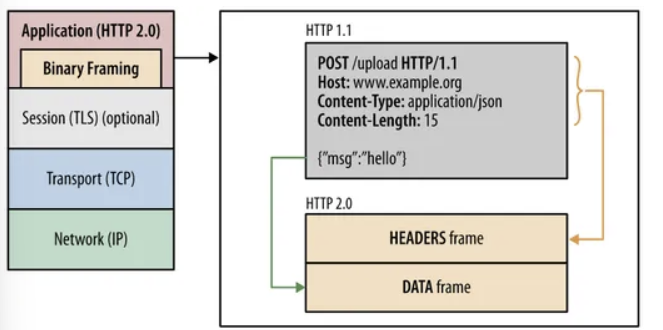 Application (HTTP 2.0)
Binary Framing
Session (TLS) (optional)
Transport (TCP)
Network (IP)
HTTP 1.1
POST /upload HTTP/1.1
Host: www.example.org
Content-Type: application/json
Content-Length: 15
{"msg":"hello"}
HTTP 2.0
HEADERS frame
DATA frame